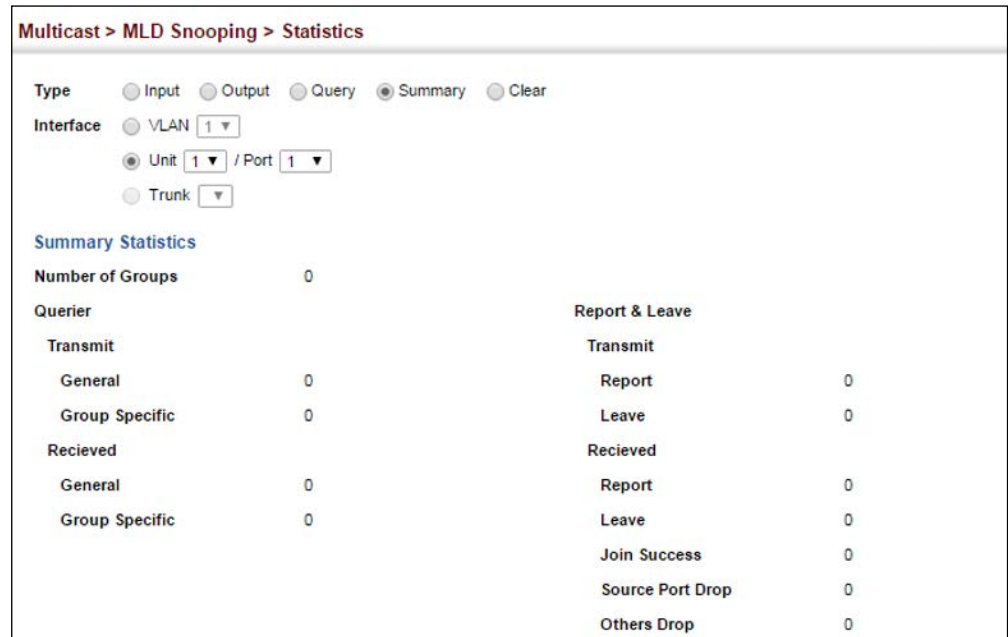 Multicast > MLD Snooping > Statistics
Type Input Output Query Summary Clear
Interface VLAN 1
Unit 1 / Port 1
Trunk
Summary Statistics
Number of Groups 0
Querier Report & Leave
Transmit Transmit
General 0 Report 0
Group Specific 0 Leave 0
Recieved Recieved
General 0 Report 0
Group Specific 0 Leave 0
Join Success 0
Source Port Drop 0
Others Drop 0